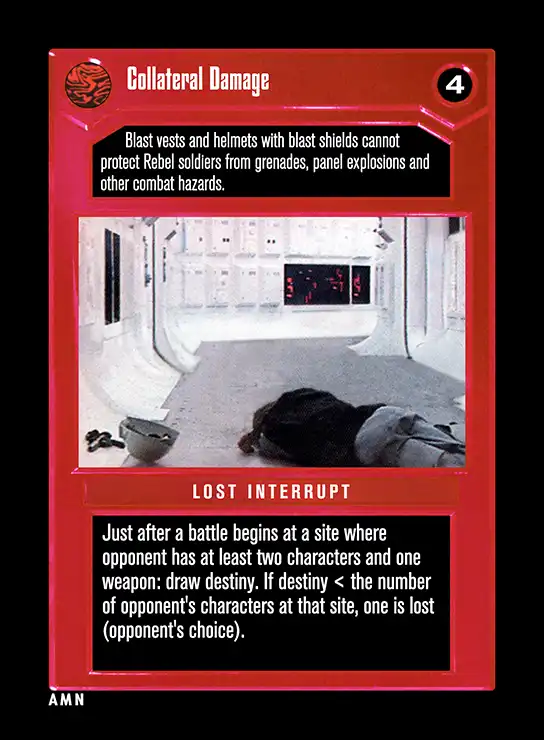 Collateral Damage
4
Blast vests and helmets with blast shields cannot
protect Rebel soldiers from grenades, panel explosions and
other combat hazards.
LOST INTERRUPT
Just after a battle begins at a site where
opponent has at least two characters and one
weapon: draw destiny. If destiny < the number
of opponent's characters at that site, one is lost
(opponent's choice).
AMN